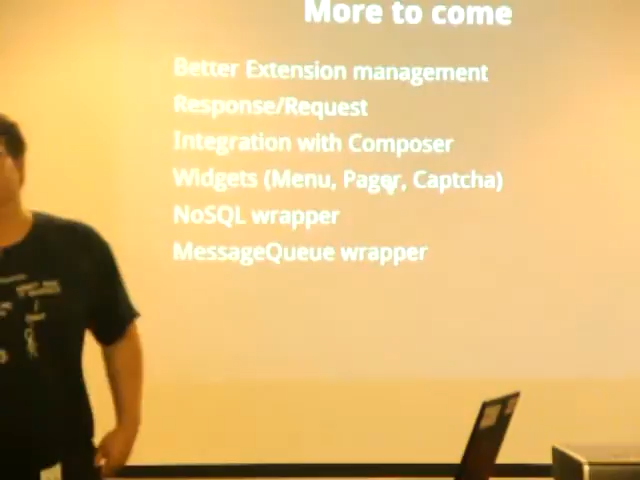 More to come
Better Extension management
Response/Request
Integration with Composer
Widgets (Menu, Pager, Captcha)
NoSQL wrapper
MessageQueue wrapper